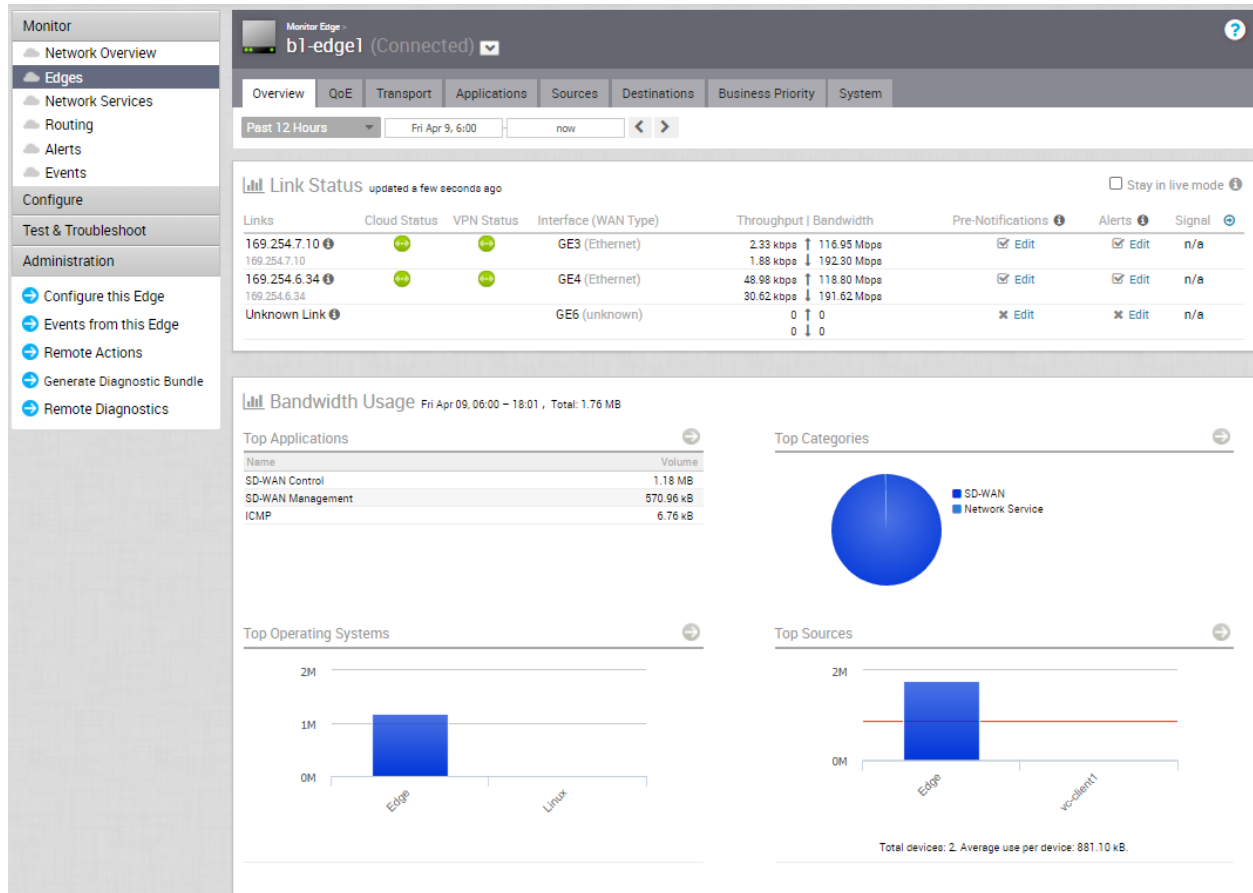 Monitor
Network Overview
Edges
Network Services
Routing
Alerts
Events
Configure
Test & Troubleshoot
Administration
Configure this Edge
Events from this Edge
Remote Actions
Generate Diagnostic Bundle
Remote Diagnostics
Monitor Edge >
b1-edge1 (Connected)
?
Overview QoE Transport Applications Sources Destinations Business Priority System
Past 12 Hours Fri Apr 9, 6:00 - now
Link Status updated a few seconds ago Stay in live mode
Links Cloud Status VPN Status Interface (WAN Type) Throughput | Bandwidth Pre-Notifications Alerts Signal
169.254.7.10 GE3 (Ethernet) 2.33 kbps ↑ 116.95 Mbps Edit Edit n/a
169.254.7.10 1.88 kbps ↓ 192.30 Mbps
169.254.6.34 GE4 (Ethernet) 48.98 kbps ↑ 118.80 Mbps Edit Edit n/a
169.254.6.34 30.62 kbps ↓ 191.62 Mbps
Unknown Link GE6 (unknown) 0 ↑ 0 Edit Edit n/a
0 ↓ 0
Bandwidth Usage Fri Apr 09, 06:00 – 18:01 , Total: 1.76 MB
Top Applications
Name Volume
SD-WAN Control 1.18 MB
SD-WAN Management 570.96 kB
ICMP 6.76 kB
Top Categories
SD-WAN
Network Service
Top Operating Systems
2M
1M
0M
Edge
Linux
Top Sources
2M
0M
Edge
vc-client1
Total devices: 2. Average use per device: 881.10 kB.